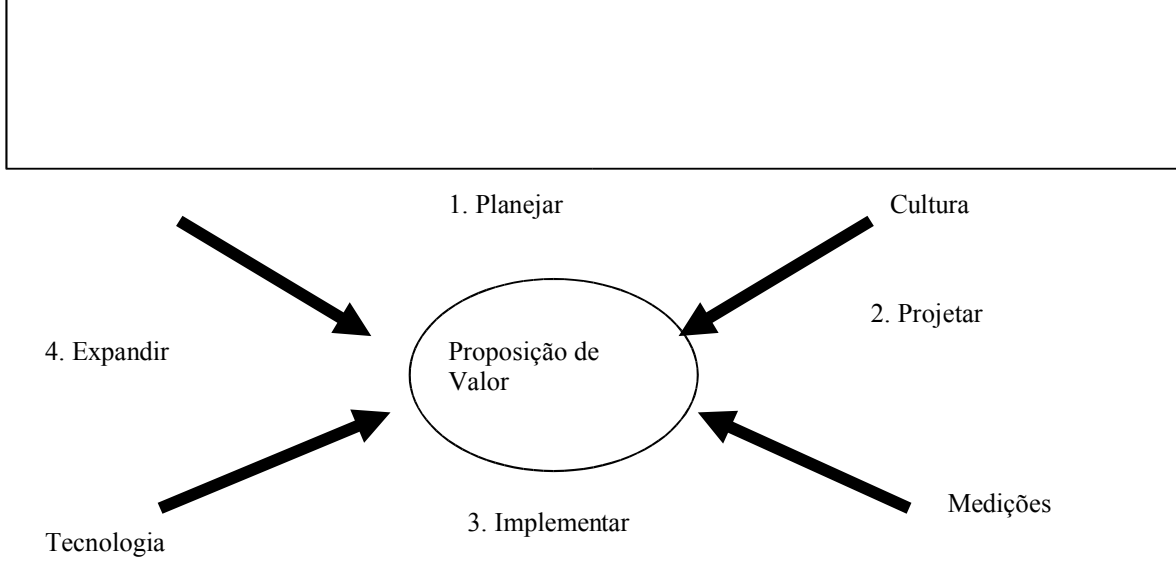 1. Planejar
Cultura
2. Projetar
4. Expandir
Proposição de
Valor
Medições
3. Implementar
Tecnologia